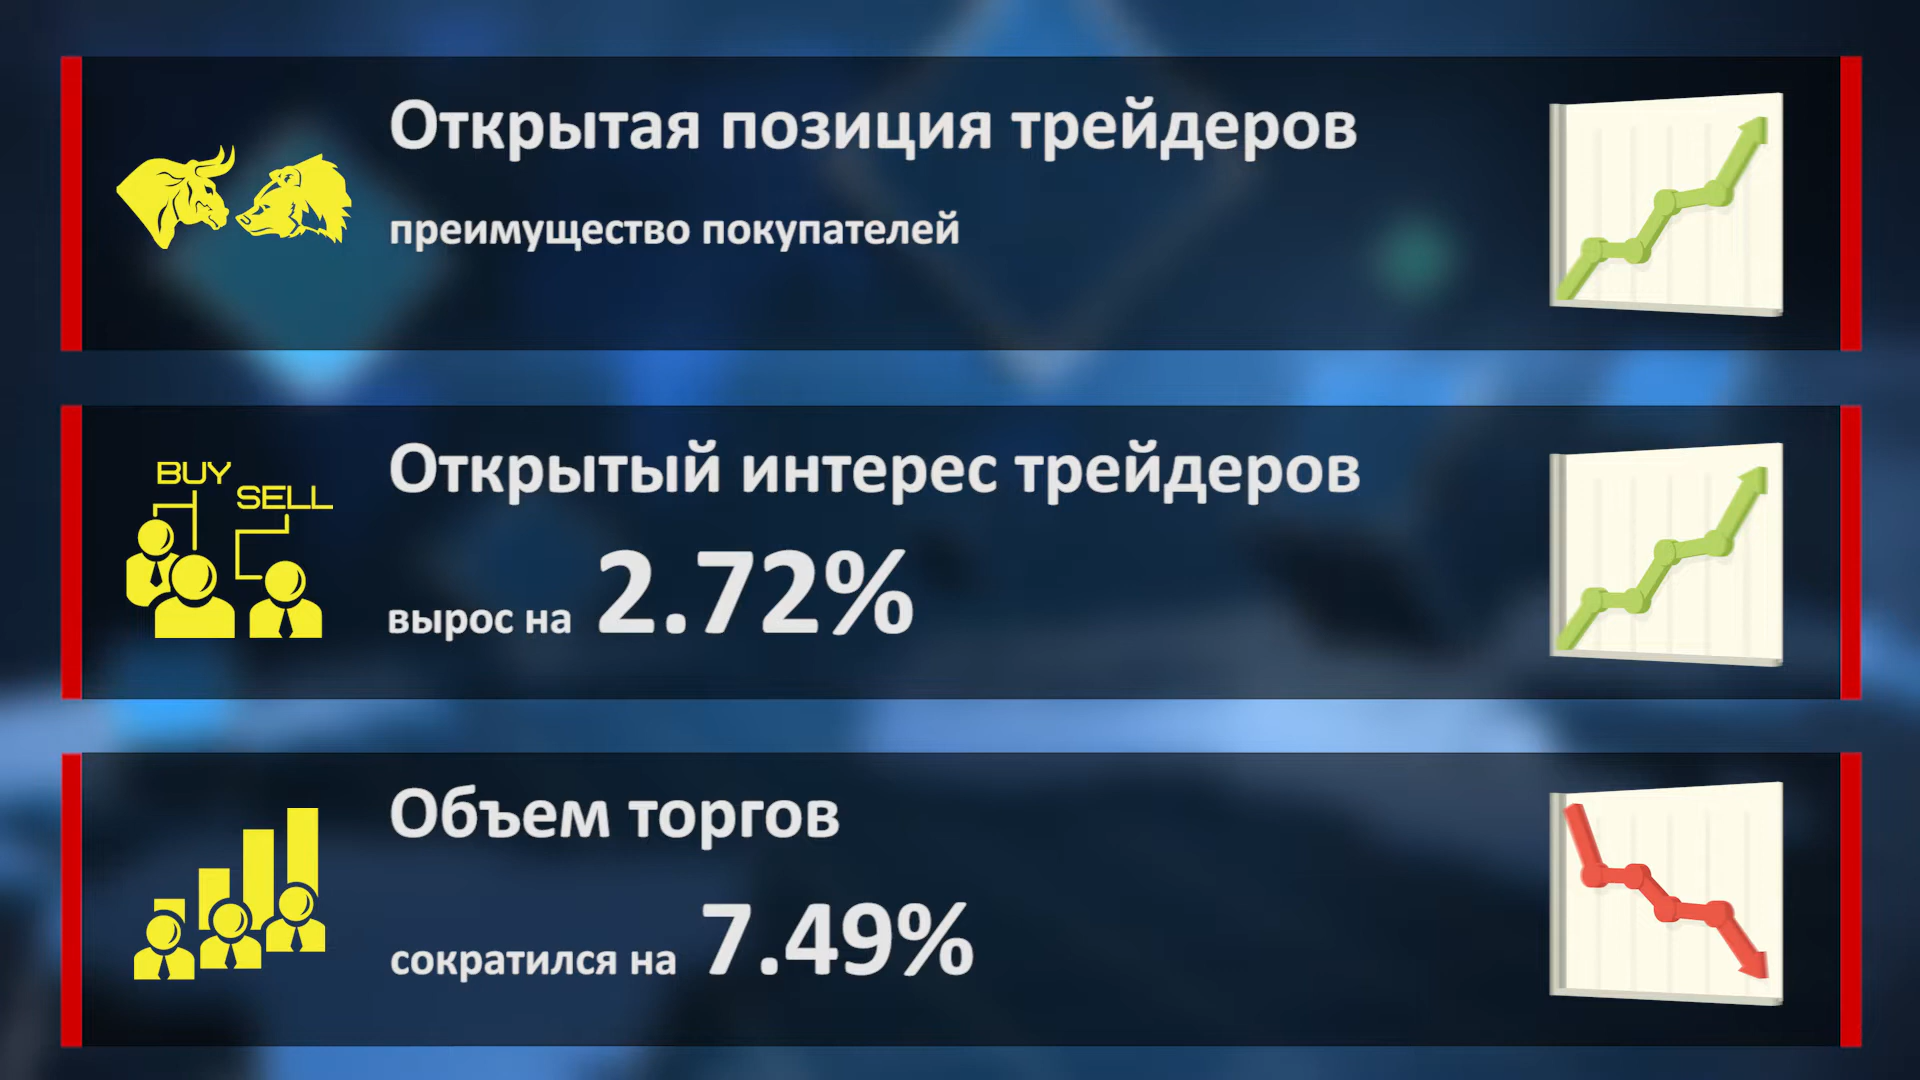 Открытая позиция трейдеров
преимущество покупателей
BUY
SELL
Открытый интерес трейдеров
вырос на 2.72%
Объем торгов
сократился на 7.49%